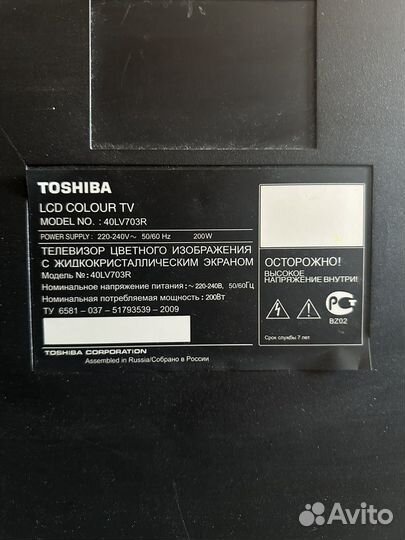 TOSHIBA
LCD COLOUR TV
MODEL NO. : 40LV703R
POWER SUPPLY : 220-240V~ 50/60 Hz 200W
ТЕЛЕВИЗОР ЦВЕТНОГО ИЗОБРАЖЕНИЯ
С ЖИДКОКРИСТАЛЛИЧЕСКИМ ЭКРАНОМ
Модель №: 40LV703R
Номинальное напряжение питания : ~ 220-240В, 50/60Гц
Номинальная потребляемая мощность : 200Вт
ТУ 6581 - 037 - 51793539 - 2009
TOSHIBA CORPORATION
Assembled in Russia/Собрано в России
ОСТОРОЖНО!
ВЫСОКОЕ
НАПРЯЖЕНИЕ ВНУТРИ!
BZ02
Срок службы 7 лет
Avito